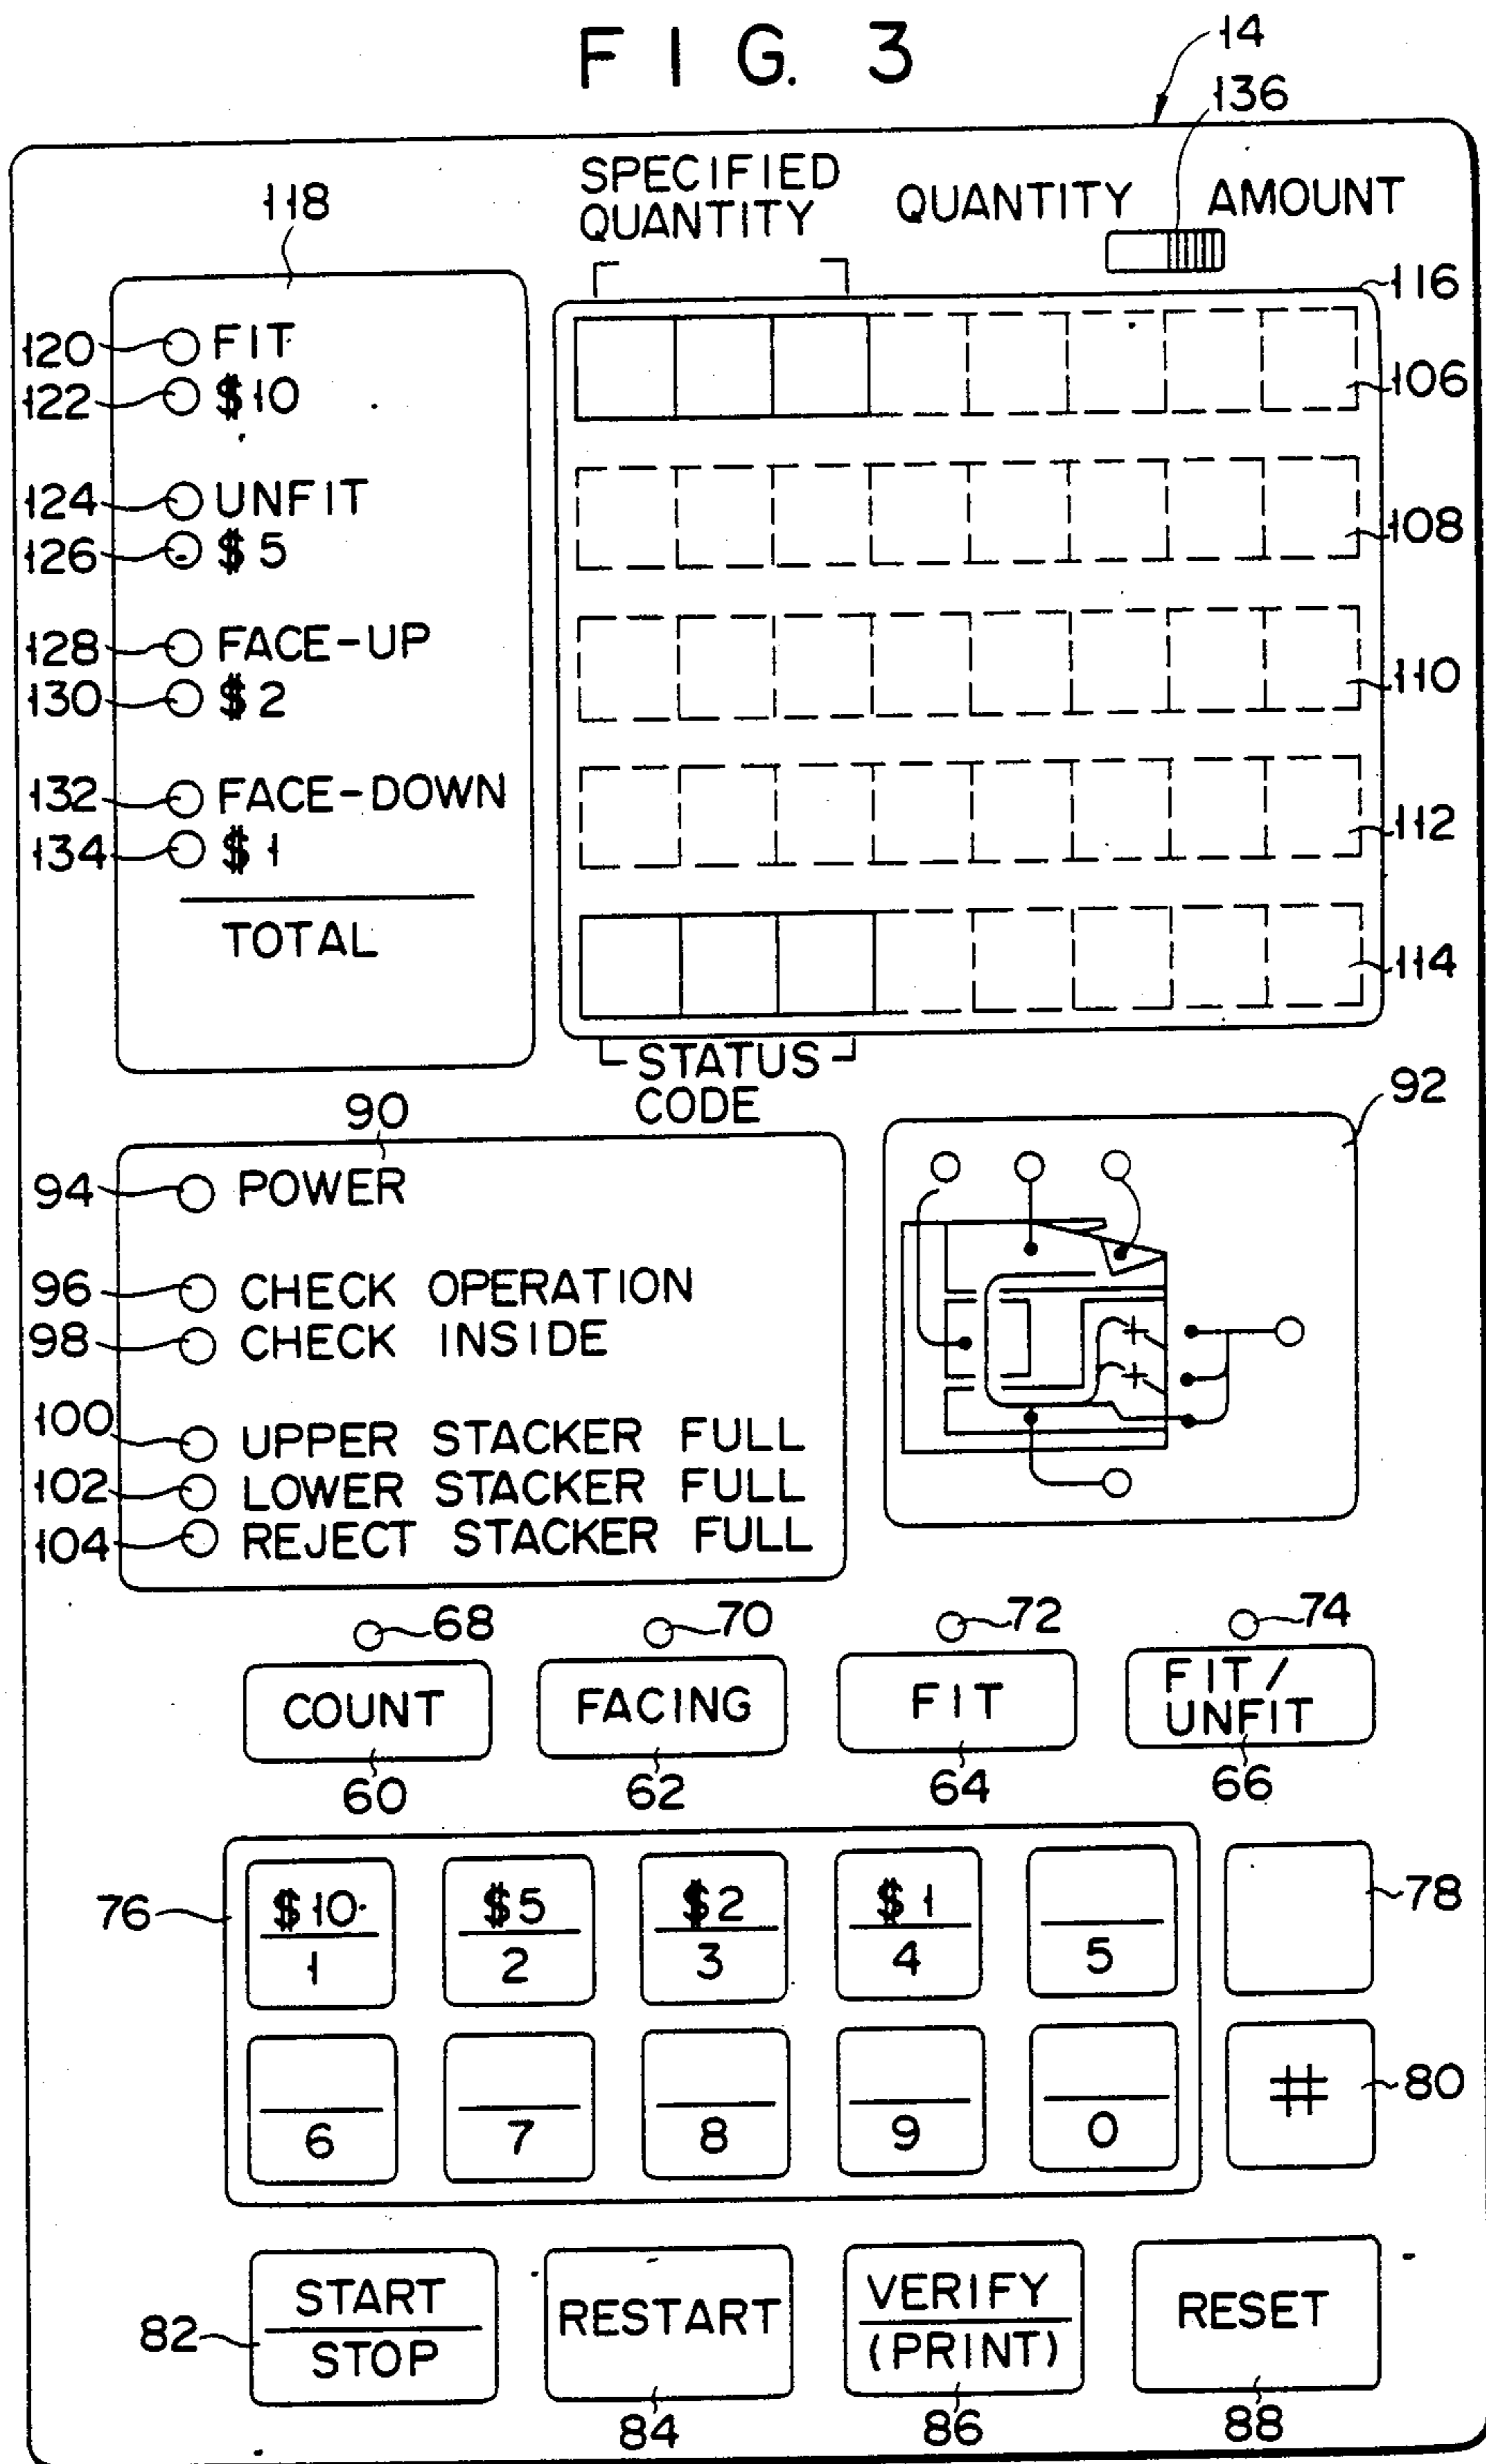 FIG. 3
14
136
SPECIFIED
QUANTITY
QUANTITY AMOUNT
118
116
120 FIT
122 $10
106
124 UNFIT
126 $5
108
128 FACE-UP
130 $2
110
132 FACE-DOWN
134 $1
112
TOTAL
114
STATUS
CODE
90
92
94 POWER
96 CHECK OPERATION
98 CHECK INSIDE
100 UPPER STACKER FULL
102 LOWER STACKER FULL
104 REJECT STACKER FULL
68 70 72 74
COUNT FACING FIT FIT/
UNFIT
60 62 64 66
76 $10 $5 $2 $1 78
1 2 3 4 5
# 80
6 7 8 9 0
82 START
STOP
RESTART
VERIFY
(PRINT)
RESET
84 86 88